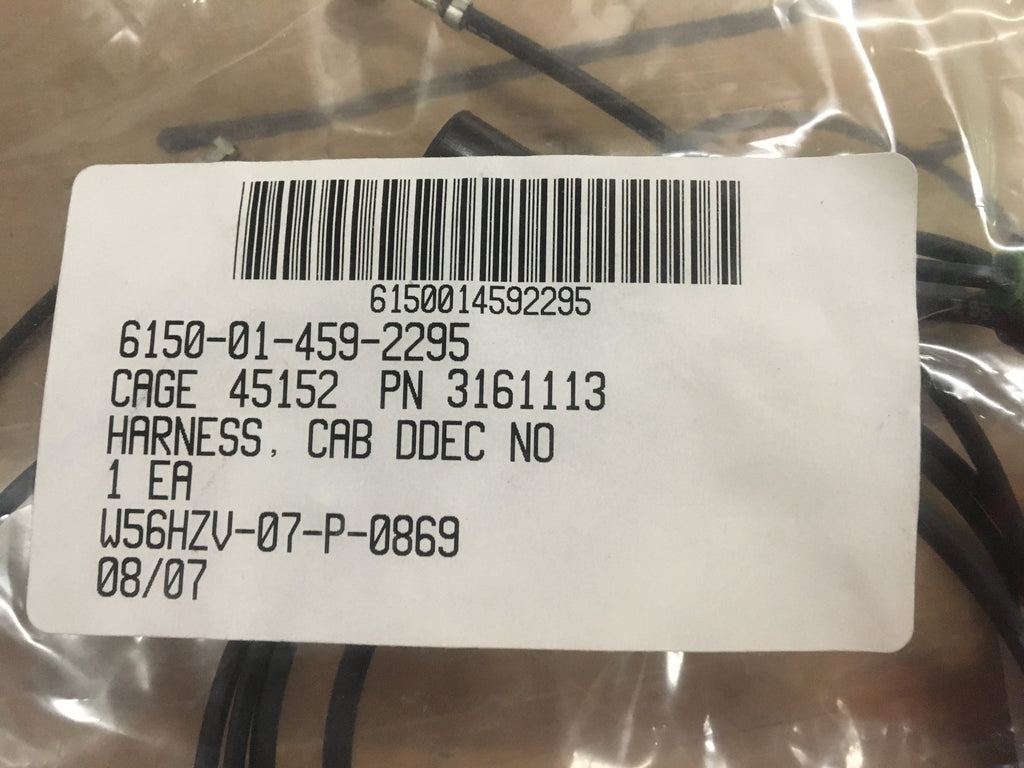 6150014592295
6150-01-459-2295
CAGE 45152 PN 3161113
HARNESS, CAB DDEC NO
1 EA
W56HZV-07-P-0869
08/07